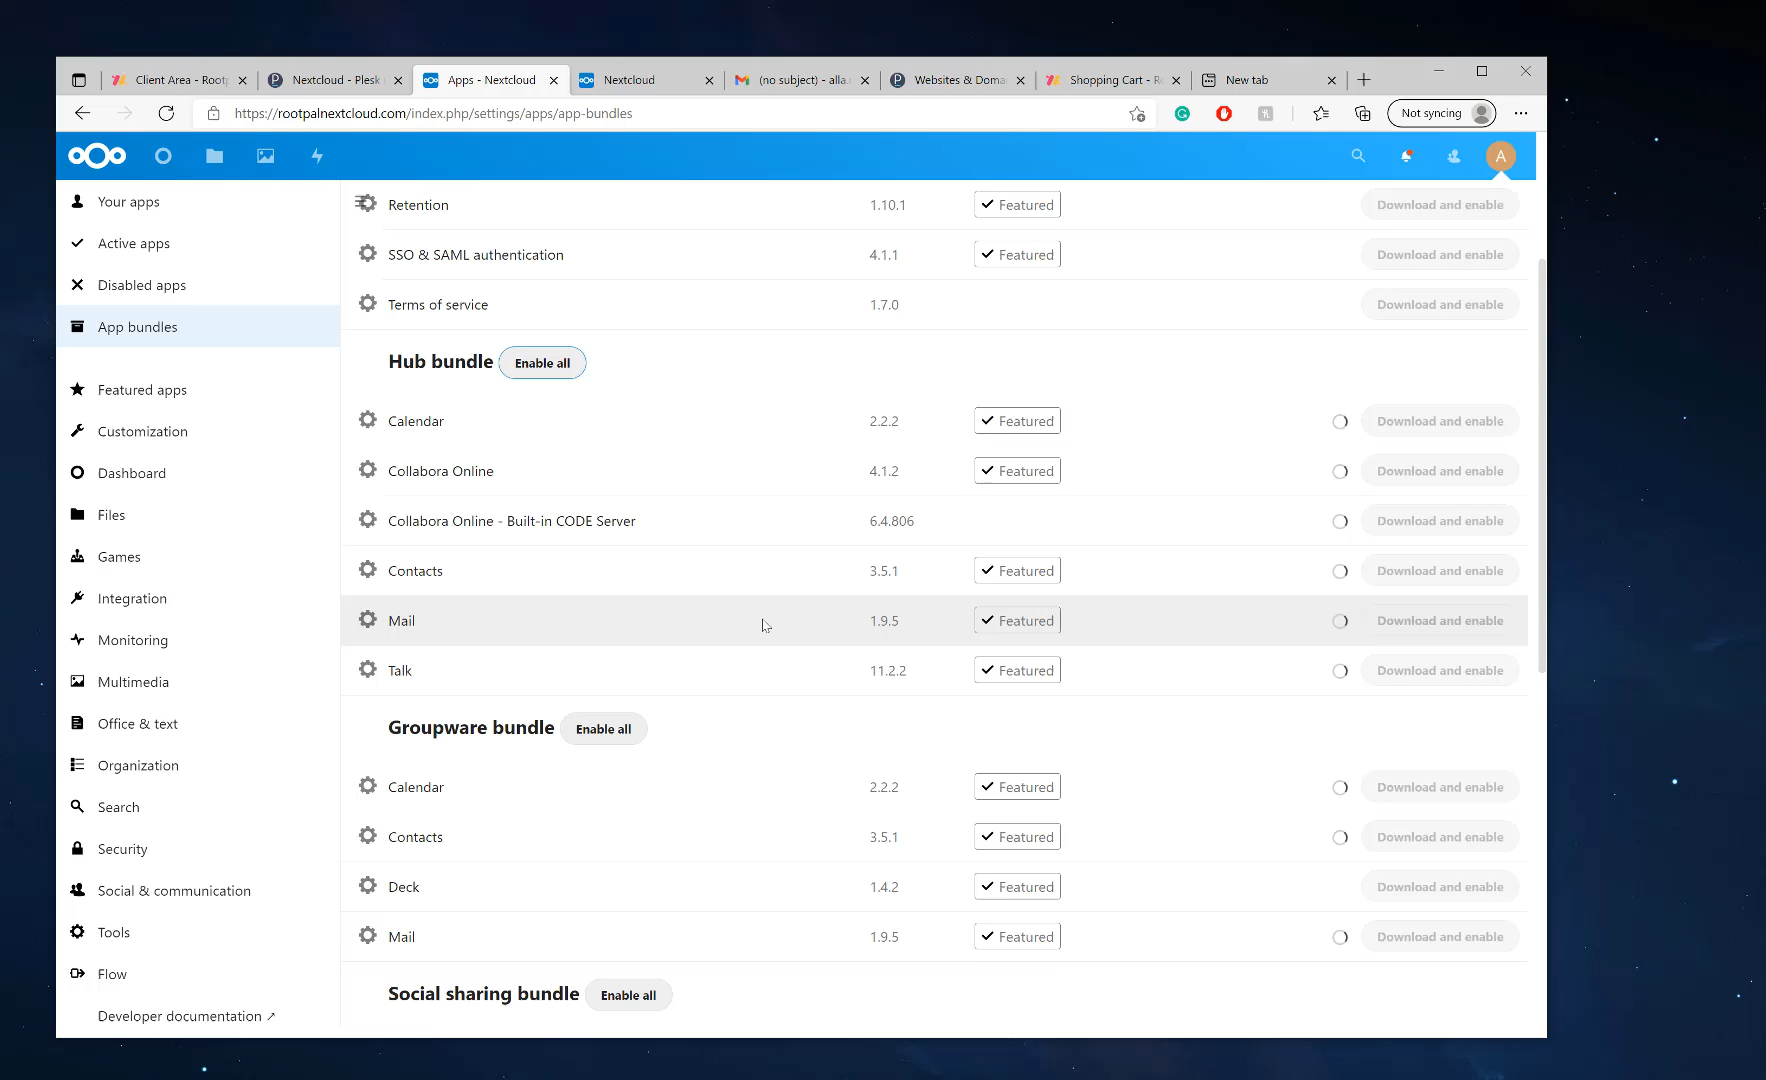 Client Area - Rootp
Nextcloud - Plesk
Apps - Nextcloud
Nextcloud
(no subject) - alla.
Websites & Doma
Shopping Cart - R
New tab
https://rootpalnextcloud.com/index.php/settings/apps/app-bundles
Not syncing
A
Your apps
Active apps
Disabled apps
App bundles
Featured apps
Customization
Dashboard
Files
Games
Integration
Monitoring
Multimedia
Office & text
Organization
Search
Security
Social & communication
Tools
Flow
Developer documentation ↗
Retention 1.10.1 Featured Download and enable
SSO & SAML authentication 4.1.1 Featured Download and enable
Terms of service 1.7.0 Download and enable
Hub bundle Enable all
Calendar 2.2.2 Featured Download and enable
Collabora Online 4.1.2 Featured Download and enable
Collabora Online - Built-in CODE Server 6.4.806 Download and enable
Contacts 3.5.1 Featured Download and enable
Mail 1.9.5 Featured Download and enable
Talk 11.2.2 Featured Download and enable
Groupware bundle Enable all
Calendar 2.2.2 Featured Download and enable
Contacts 3.5.1 Featured Download and enable
Deck 1.4.2 Featured Download and enable
Mail 1.9.5 Featured Download and enable
Social sharing bundle Enable all